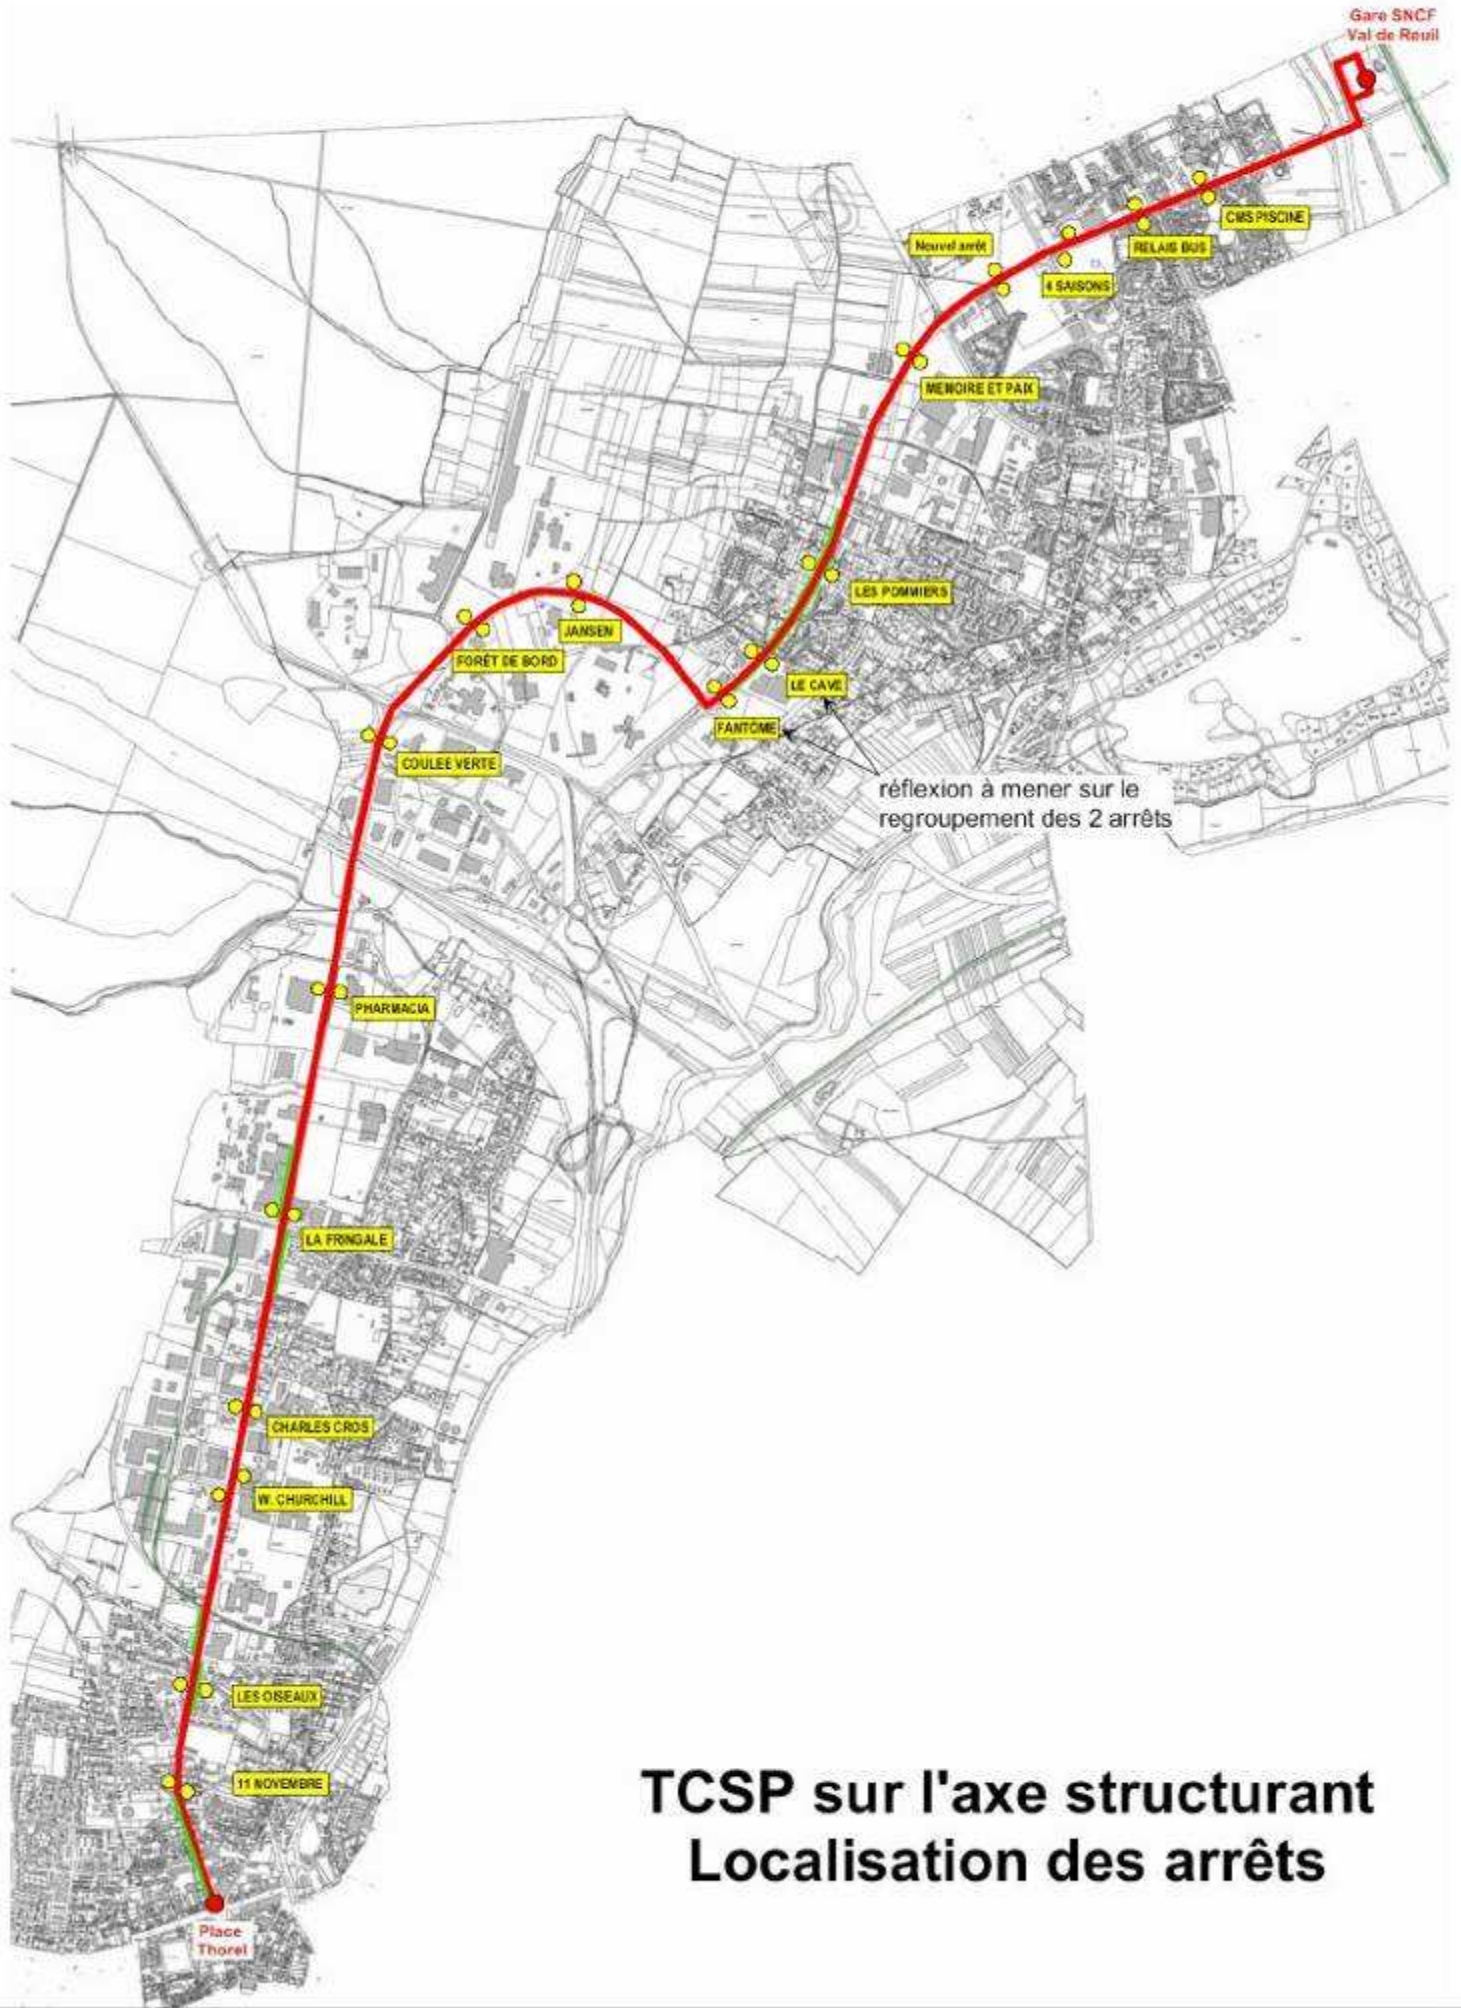 Gare SNCF
Val de Reuil
CMS PISCINE
Nouvel arrêt
RELAIS BUS
4 SAISONS
MEMOIRE ET PAIX
LES POMMIERS
JANSEN
FORÊT DE BORD
LE CAVE
FANTÔME
COULEE VERTE
réflexion à mener sur le
regroupement des 2 arrêts
PHARMACIA
LA FRINGALE
CHARLES CROS
W. CHURCHILL
LES OISEAUX
11 NOVEMBRE
TCSP sur l'axe structurant
Localisation des arrêts
Place
Thorel